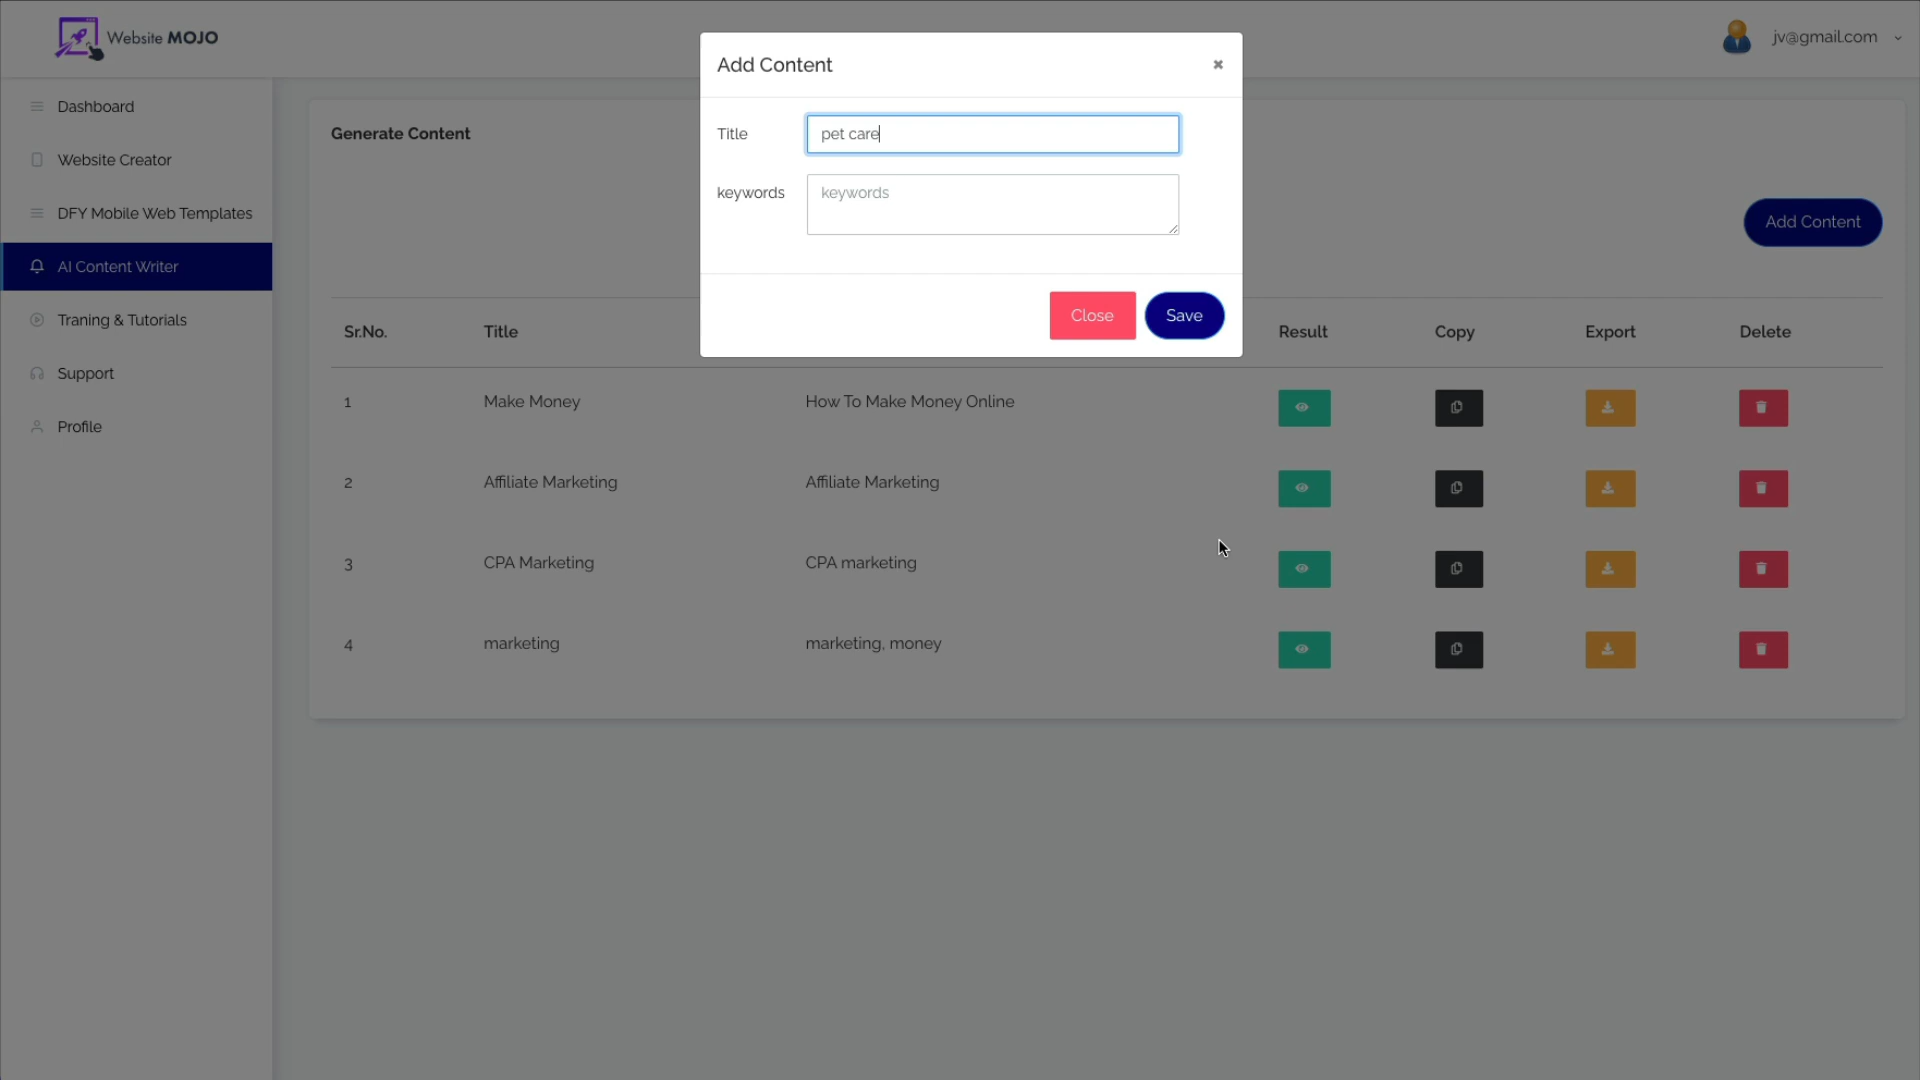 Website MOJO
jv@gmail.com
Dashboard
Website Creator
DFY Mobile Web Templates
AI Content Writer
Traning & Tutorials
Support
Profile
Generate Content
Add Content
Add Content
Title
pet care
keywords
keywords
Close
Save
Sr.No.
Title
Result
Copy
Export
Delete
1
Make Money
How To Make Money Online
2
Affiliate Marketing
Affiliate Marketing
3
CPA Marketing
CPA marketing
4
marketing
marketing, money